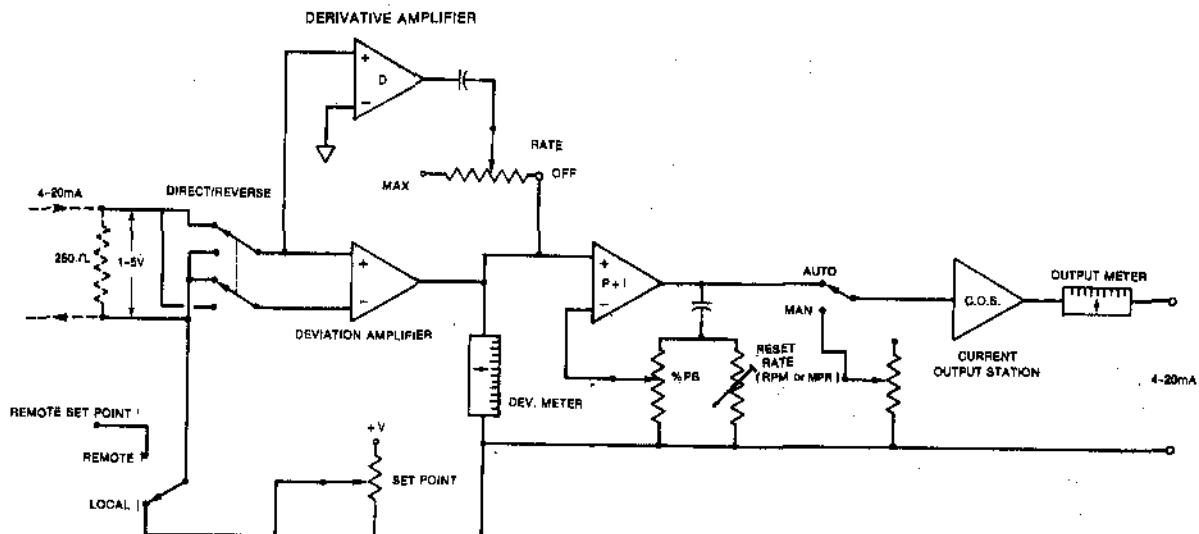 DERIVATIVE AMPLIFIER
+
D
−
RATE
MAX
OFF
4-20mA
DIRECT/REVERSE
250Ω
1-5V
+
−
DEVIATION AMPLIFIER
+
P+I
−
AUTO
MAN
C.O.S.
OUTPUT METER
CURRENT
OUTPUT STATION
4-20mA
%PB
RESET
RATE
(RPM or MPR)
DEV. METER
REMOTE SET POINT
REMOTE
LOCAL
+V
SET POINT